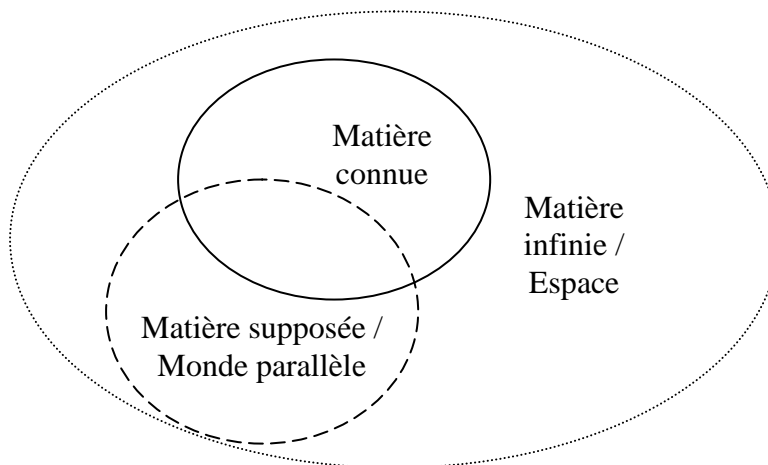 Matière
connue
Matière
infinie /
Espace
Matière supposée /
Monde parallèle